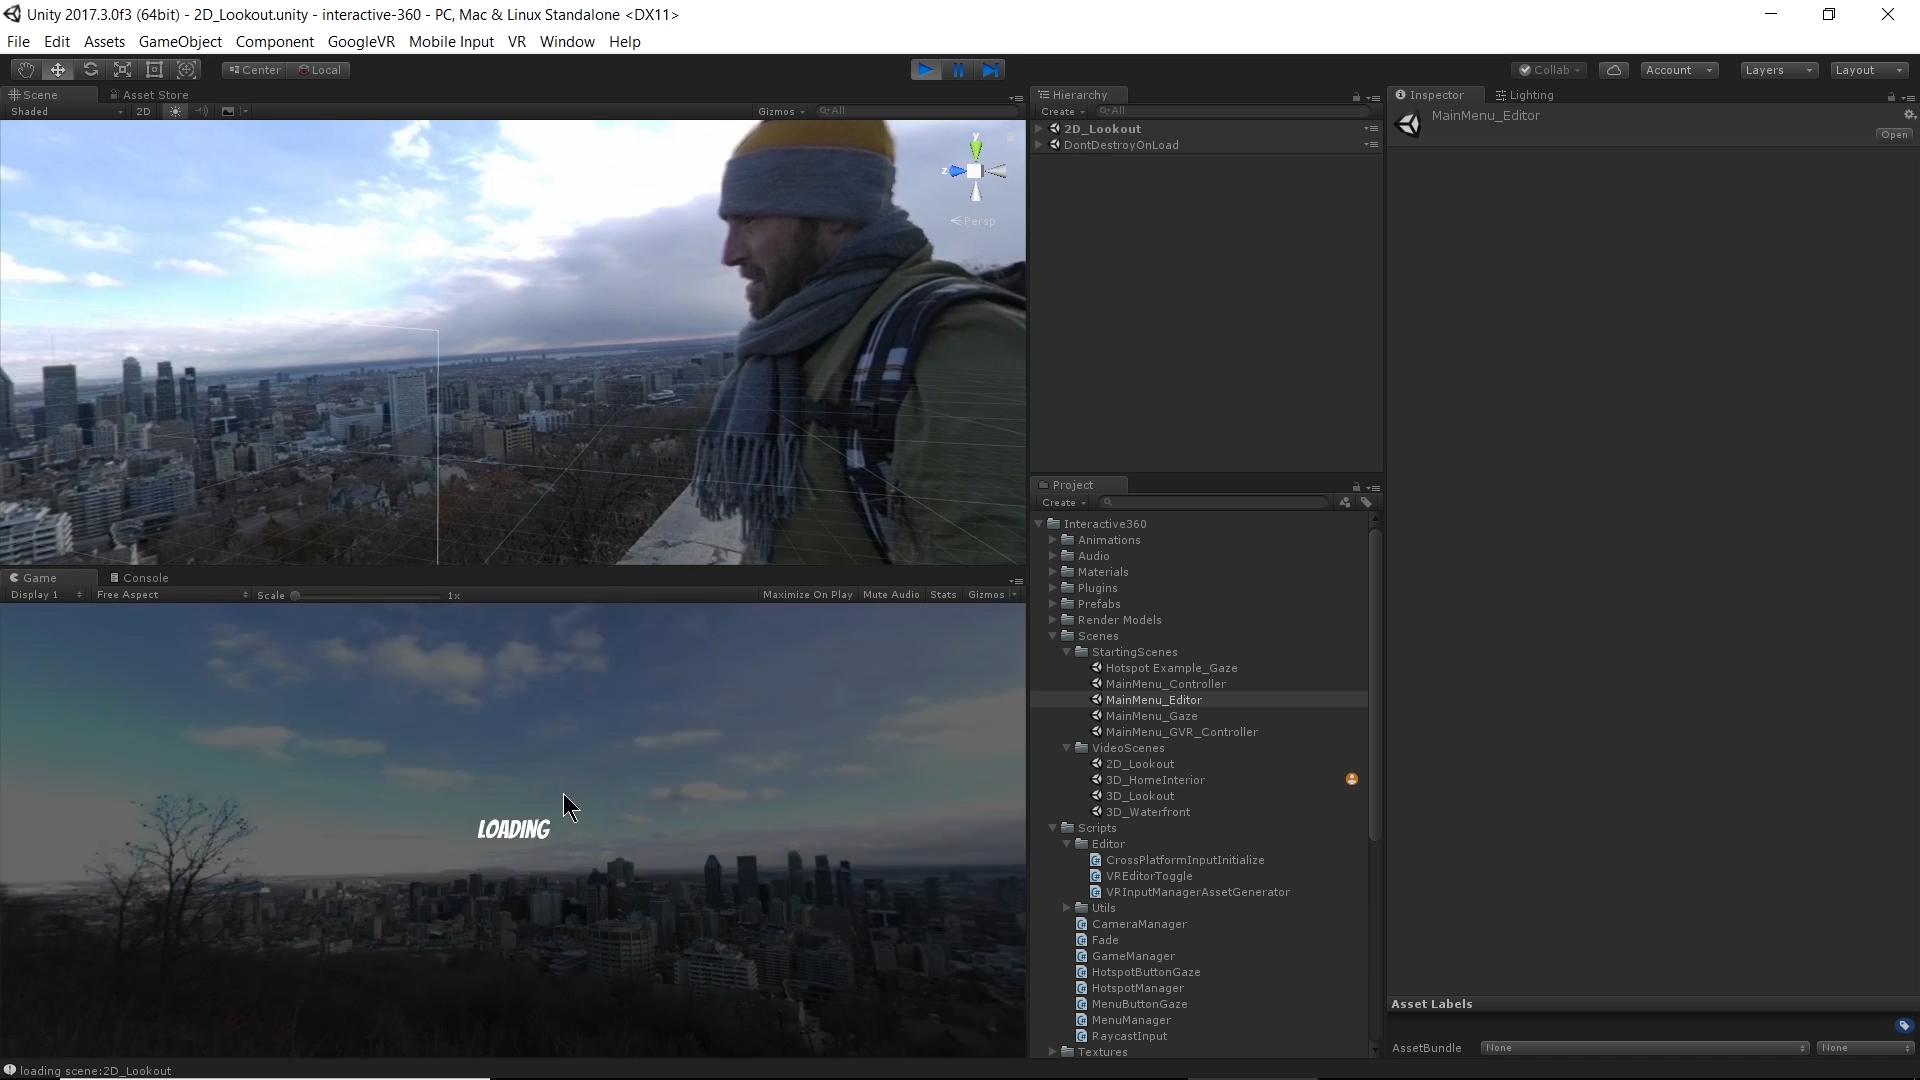 Unity 2017.3.0f3 (64bit) - 2D_Lookout.unity - interactive-360 - PC, Mac & Linux Standalone <DX11>
File Edit Assets GameObject Component GoogleVR Mobile Input VR Window Help
Center Local
Collab Account Layers Layout
Scene Asset Store
Shaded 2D Gizmos All
y
z
Persp
Game Console
Display 1 Free Aspect Scale 1x Maximize On Play Mute Audio Stats Gizmos
LOADING
loading scene:2D_Lookout
Hierarchy
Create All
2D_Lookout
DontDestroyOnLoad
Project
Create
Interactive360
Animations
Audio
Materials
Plugins
Prefabs
Render Models
Scenes
StartingScenes
Hotspot Example_Gaze
MainMenu_Controller
MainMenu_Editor
MainMenu_Gaze
MainMenu_GVR_Controller
VideoScenes
2D_Lookout
3D_HomeInterior
3D_Lookout
3D_Waterfront
Scripts
Editor
CrossPlatformInputInitialize
VREditorToggle
VRInputManagerAssetGenerator
Utils
CameraManager
Fade
GameManager
HotspotButtonGaze
HotspotManager
MenuButtonGaze
MenuManager
RaycastInput
Textures
Inspector Lighting
MainMenu_Editor
Open
Asset Labels
AssetBundle None None